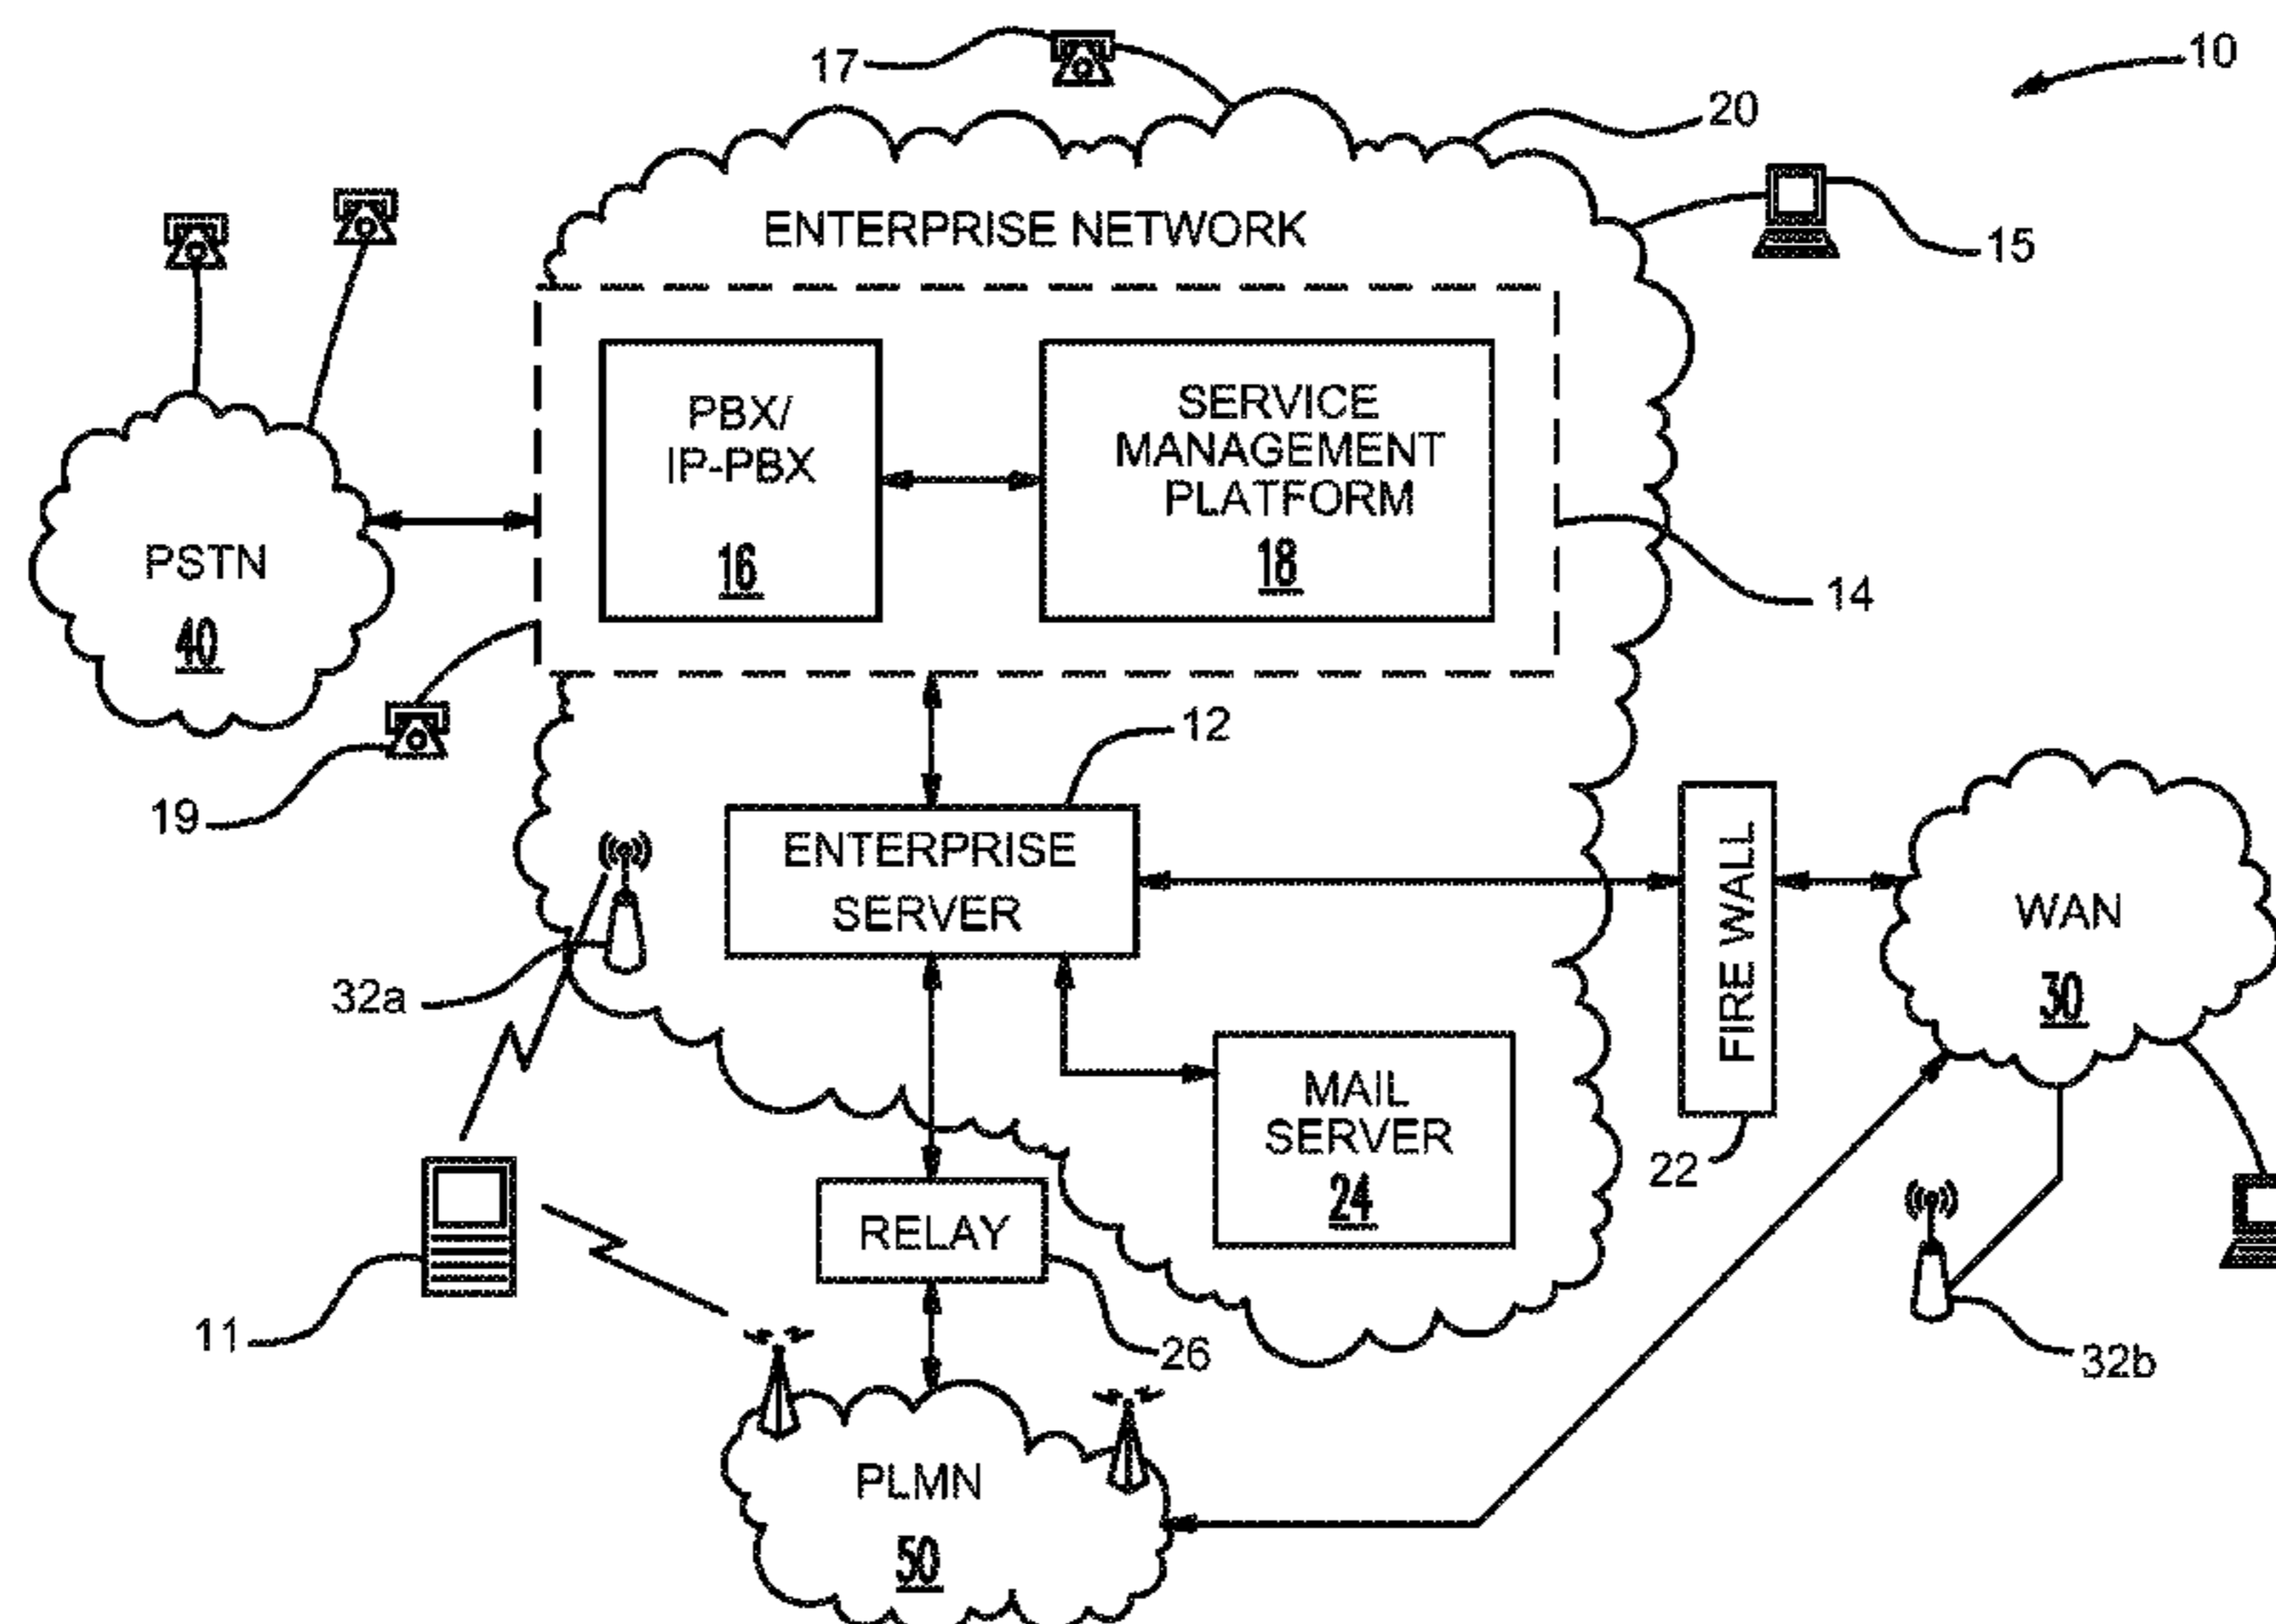 17
10
20
ENTERPRISE NETWORK
15
PBX/
IP-PBX
16
SERVICE
MANAGEMENT
PLATFORM
18
PSTN
40
14
19
12
ENTERPRISE
SERVER
32a
FIRE WALL
22
WAN
30
MAIL
SERVER
24
RELAY
26
11
32b
PLMN
50